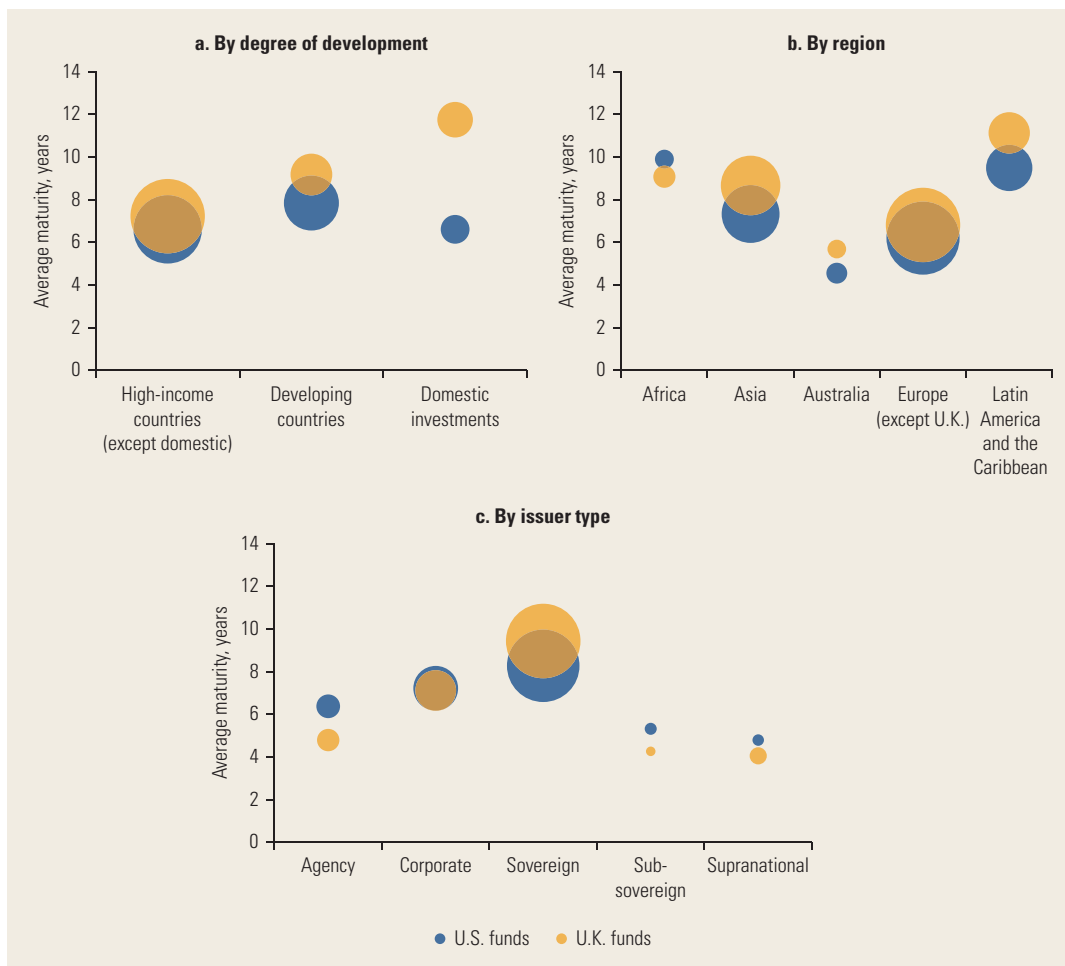 a. By degree of development
Average maturity, years
14
12
10
8
6
4
2
0
High-income
countries
(except domestic)
Developing
countries
Domestic
investments
b. By region
Average maturity, years
14
12
10
8
6
4
2
0
Africa
Asia
Australia
Europe
(except U.K.)
Latin
America
and the
Caribbean
c. By issuer type
Average maturity, years
14
12
10
8
6
4
2
0
Agency
Corporate
Sovereign
Sub-
sovereign
Supranational
U.S. funds U.K. funds